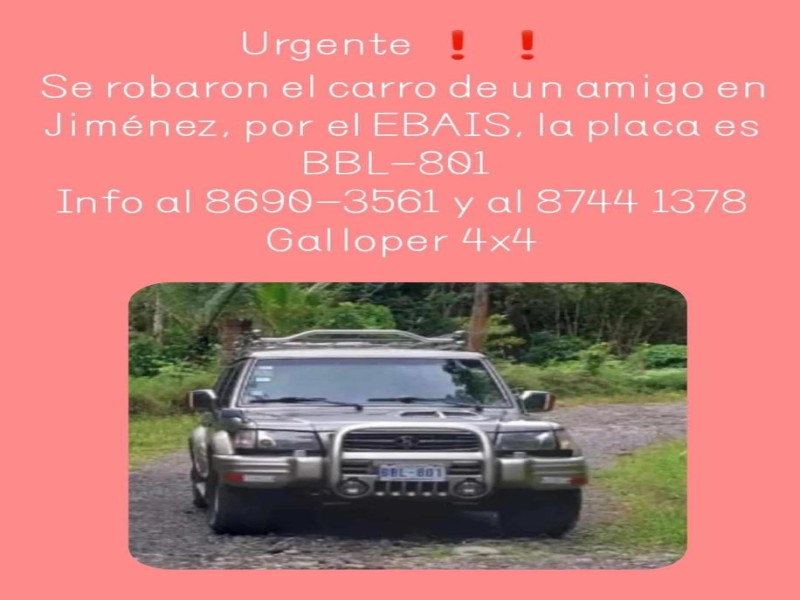 Urgente ❗ ❗
Se robaron el carro de un amigo en
Jiménez, por el EBAIS, la placa es
BBL-801
Info al 8690-3561 y al 8744 1378
Galloper 4x4
BBL-801